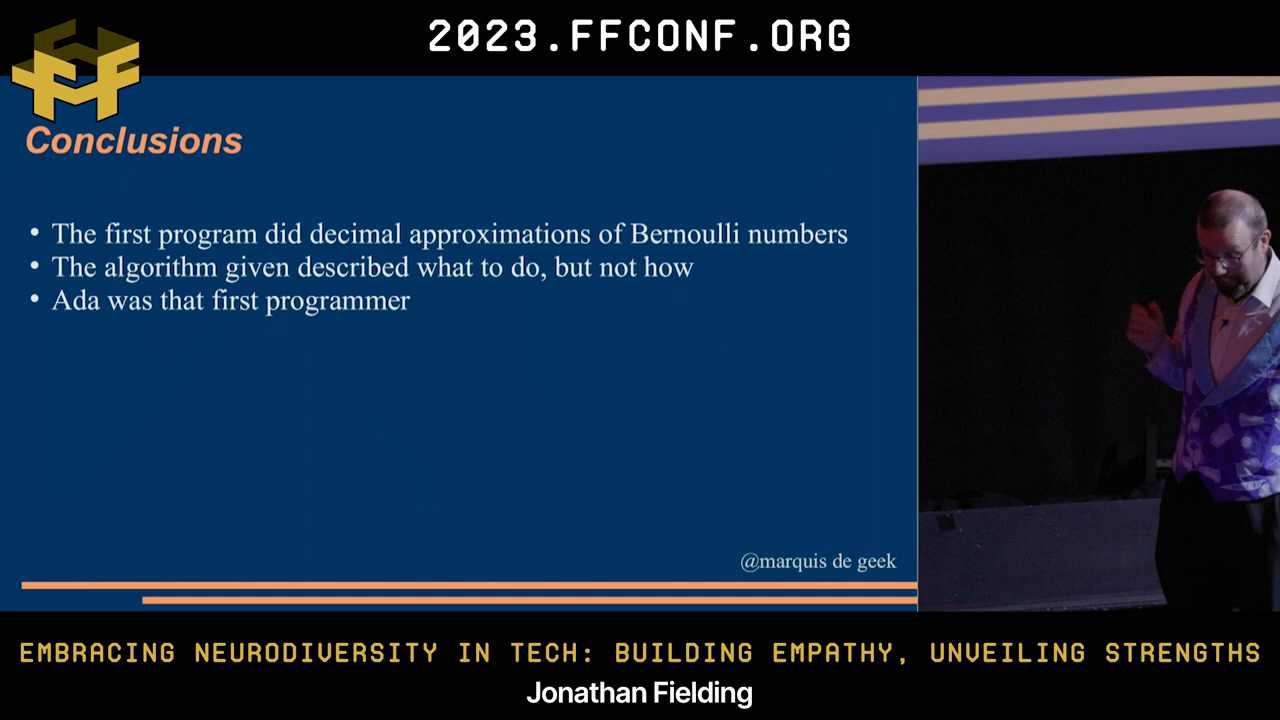 2023.FFCONF.ORG
Conclusions
• The first program did decimal approximations of Bernoulli numbers
• The algorithm given described what to do, but not how
• Ada was that first programmer
@marquis de geek
EMBRACING NEURODIVERSITY IN TECH: BUILDING EMPATHY, UNVEILING STRENGTHS
Jonathan Fielding